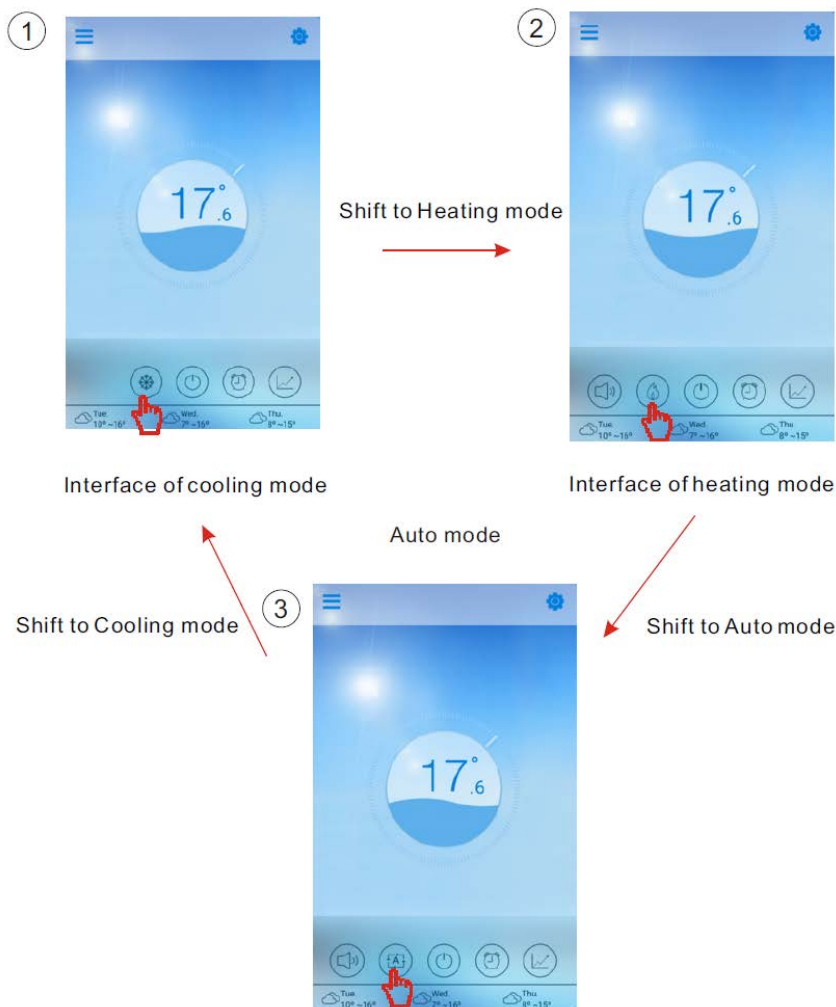 1
17°.6
Tue. Wed. Thu.
10° ~16° 7° ~16° 8° ~15°
Interface of cooling mode
Shift to Heating mode
2
17°.6
Tue. Wed. Thu.
10° ~16° 7° ~16° 8° ~15°
Interface of heating mode
Shift to Auto mode
Auto mode
3
17°.6
A
Tue. Wed. Thu.
10° ~16° 7° ~16° 8° ~15°
Shift to Cooling mode